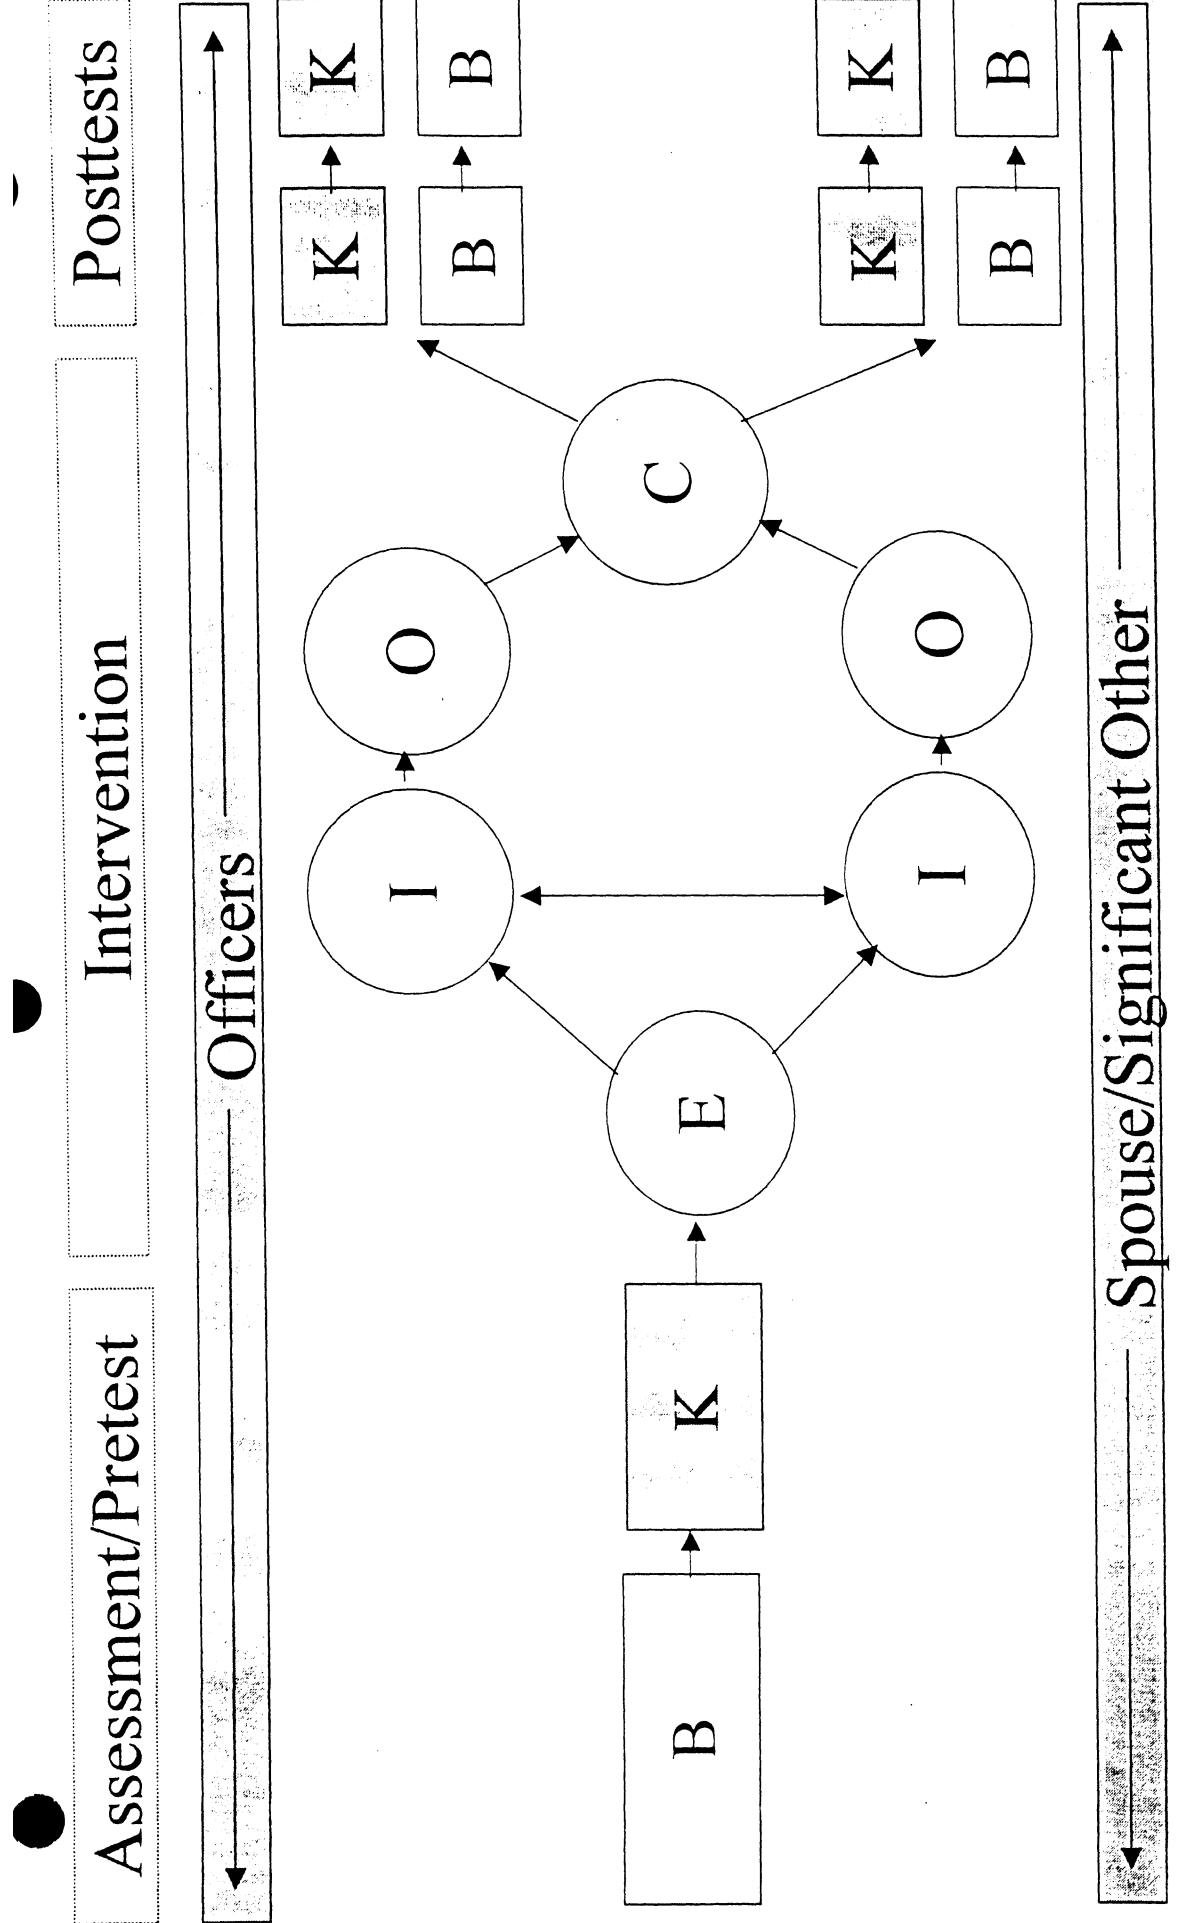 Assessment/Pretest Intervention Posttests
Officers
K K
I O
B B
B K E C
K K
I O
B B
Spouse/Significant Other